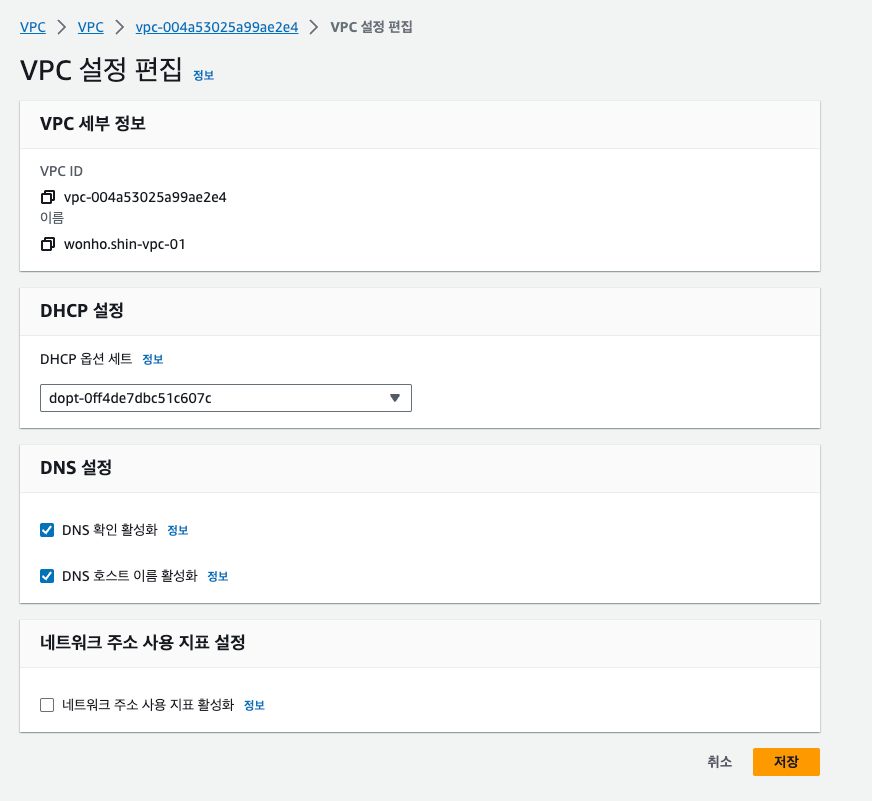 VPC > VPC > vpc-004a53025a99ae2e4 > VPC 설정 편집
VPC 설정 편집 정보
VPC 세부 정보
VPC ID
vpc-004a53025a99ae2e4
이름
wonho.shin-vpc-01
DHCP 설정
DHCP 옵션 세트 정보
dopt-0ff4de7dbc51c607c
DNS 설정
DNS 확인 활성화 정보
DNS 호스트 이름 활성화 정보
네트워크 주소 사용 지표 설정
네트워크 주소 사용 지표 활성화 정보
취소 저장